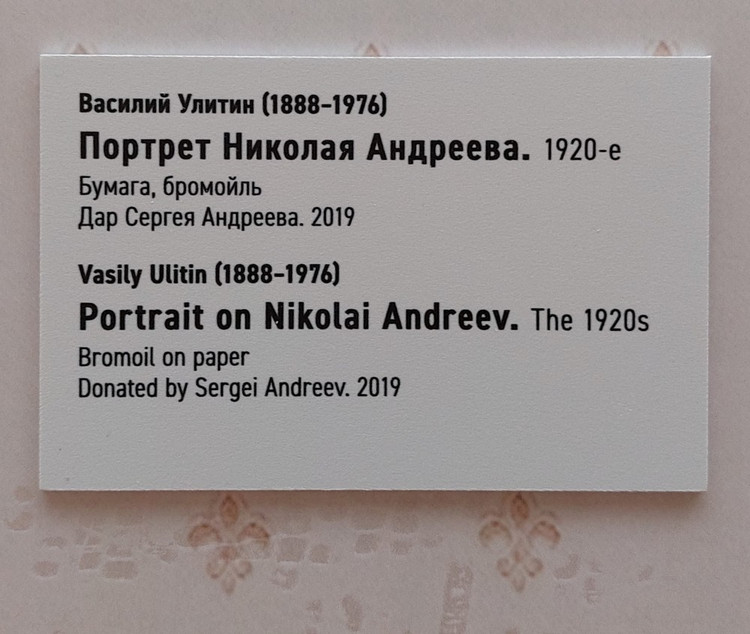 Василий Улитин (1888–1976)
Портрет Николая Андреева. 1920-е
Бумага, бромойль
Дар Сергея Андреева. 2019
Vasily Ulitin (1888–1976)
Portrait on Nikolai Andreev. The 1920s
Bromoil on paper
Donated by Sergei Andreev. 2019